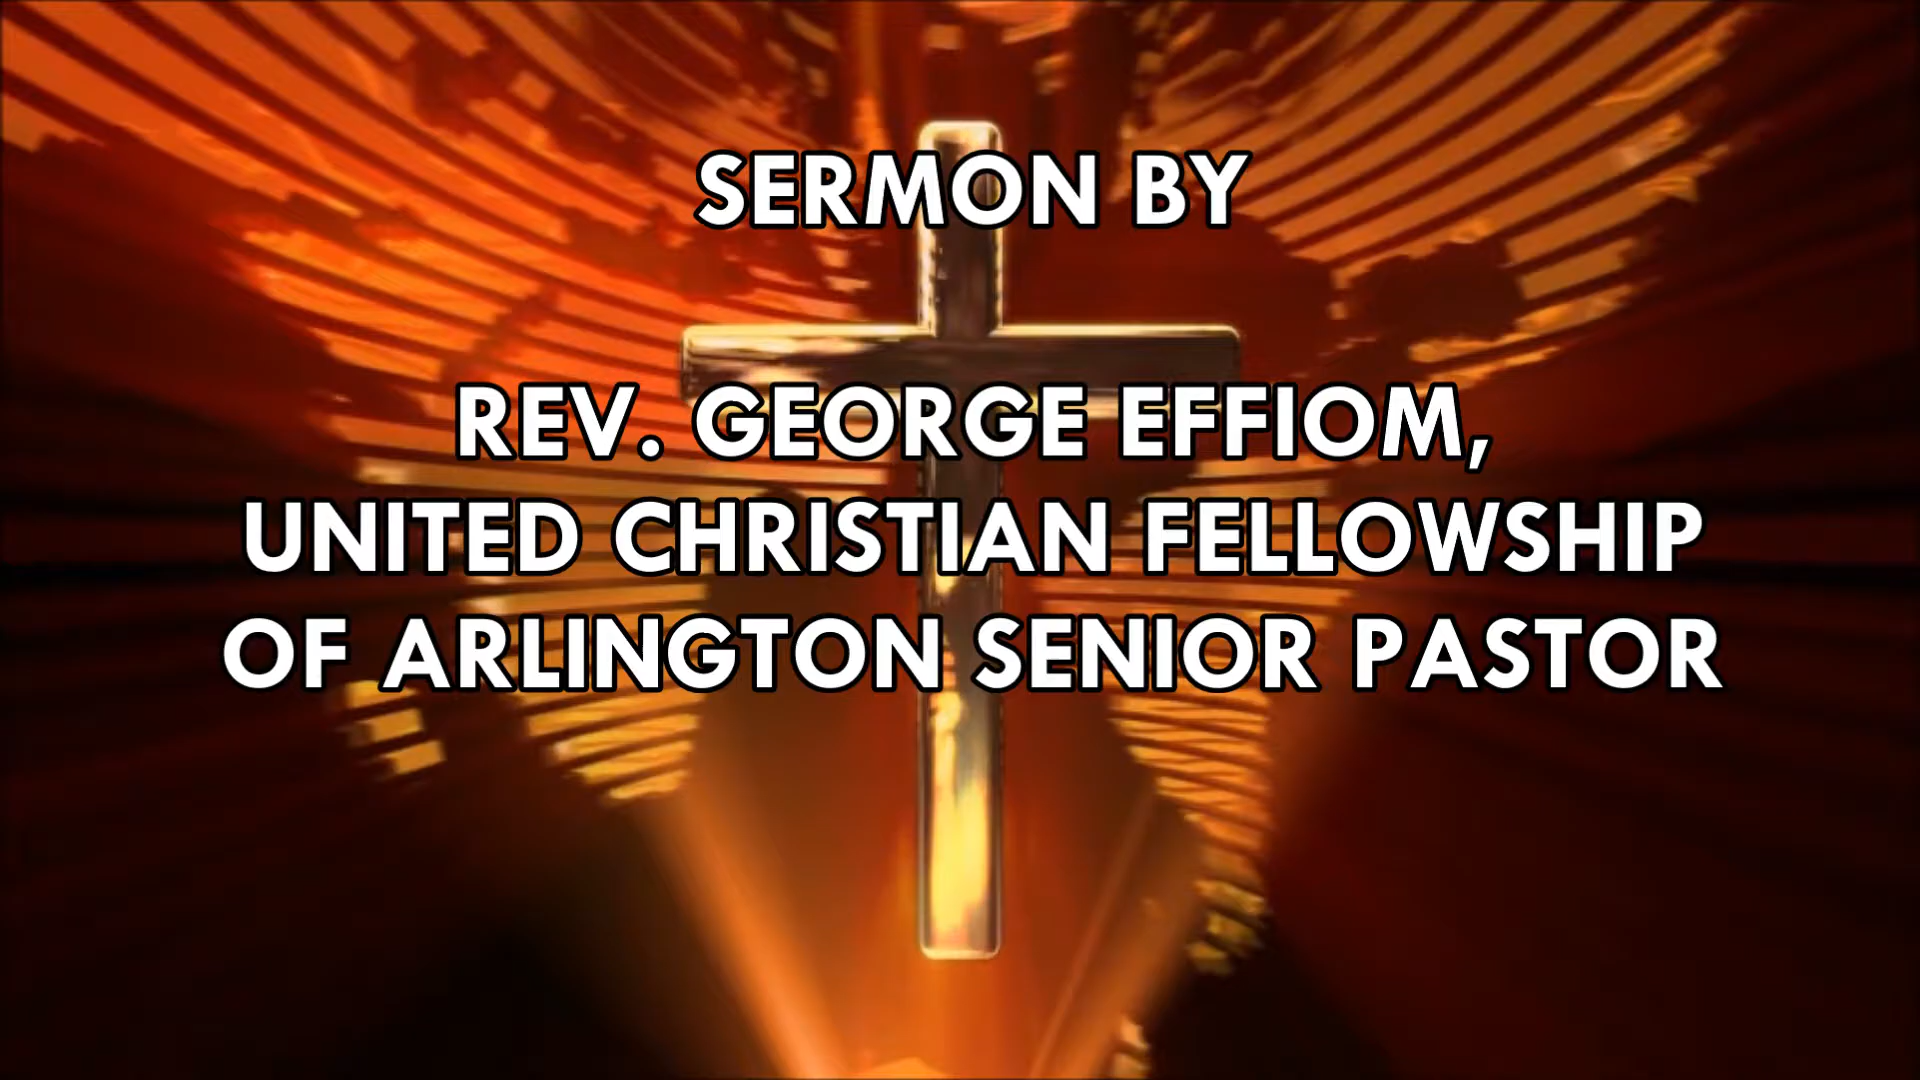 SERMON BY
REV. GEORGE EFFIOM,
UNITED CHRISTIAN FELLOWSHIP
OF ARLINGTON SENIOR PASTOR